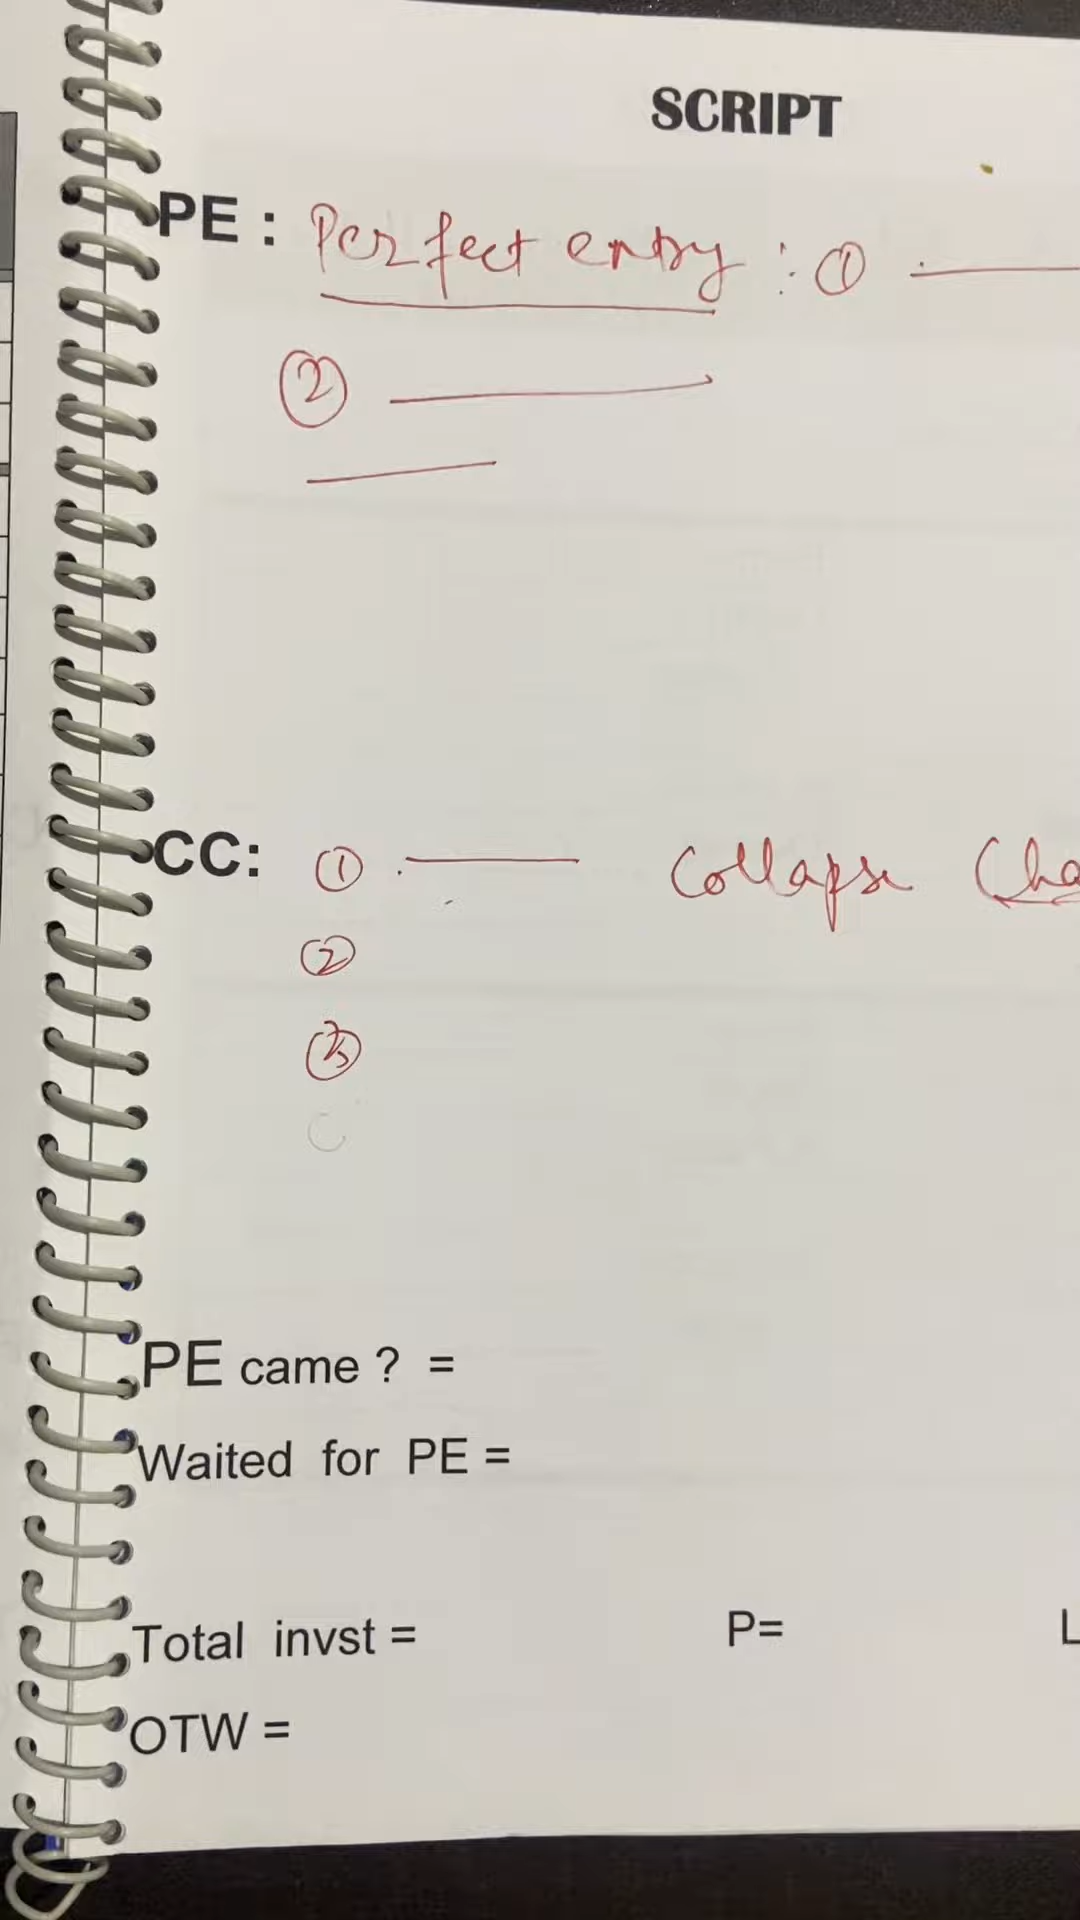 SCRIPT
PE : Perfect entry : ①
②
CC: ① Collapse
②
③
PE came ? =
Waited for PE =
Total invst = P= L
OTW =